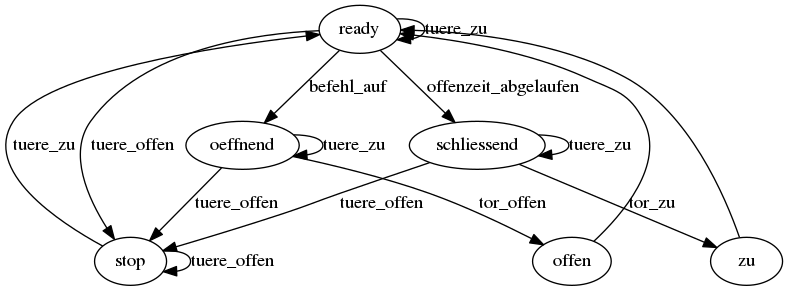 ready
tuere_zu
befehl_auf
offenzeit_abgelaufen
tuere_zu
tuere_offen
oeffnend
tuere_zu
schliessend
tuere_zu
tuere_offen
tuere_offen
tor_offen
tor_zu
stop
tuere_offen
offen
zu